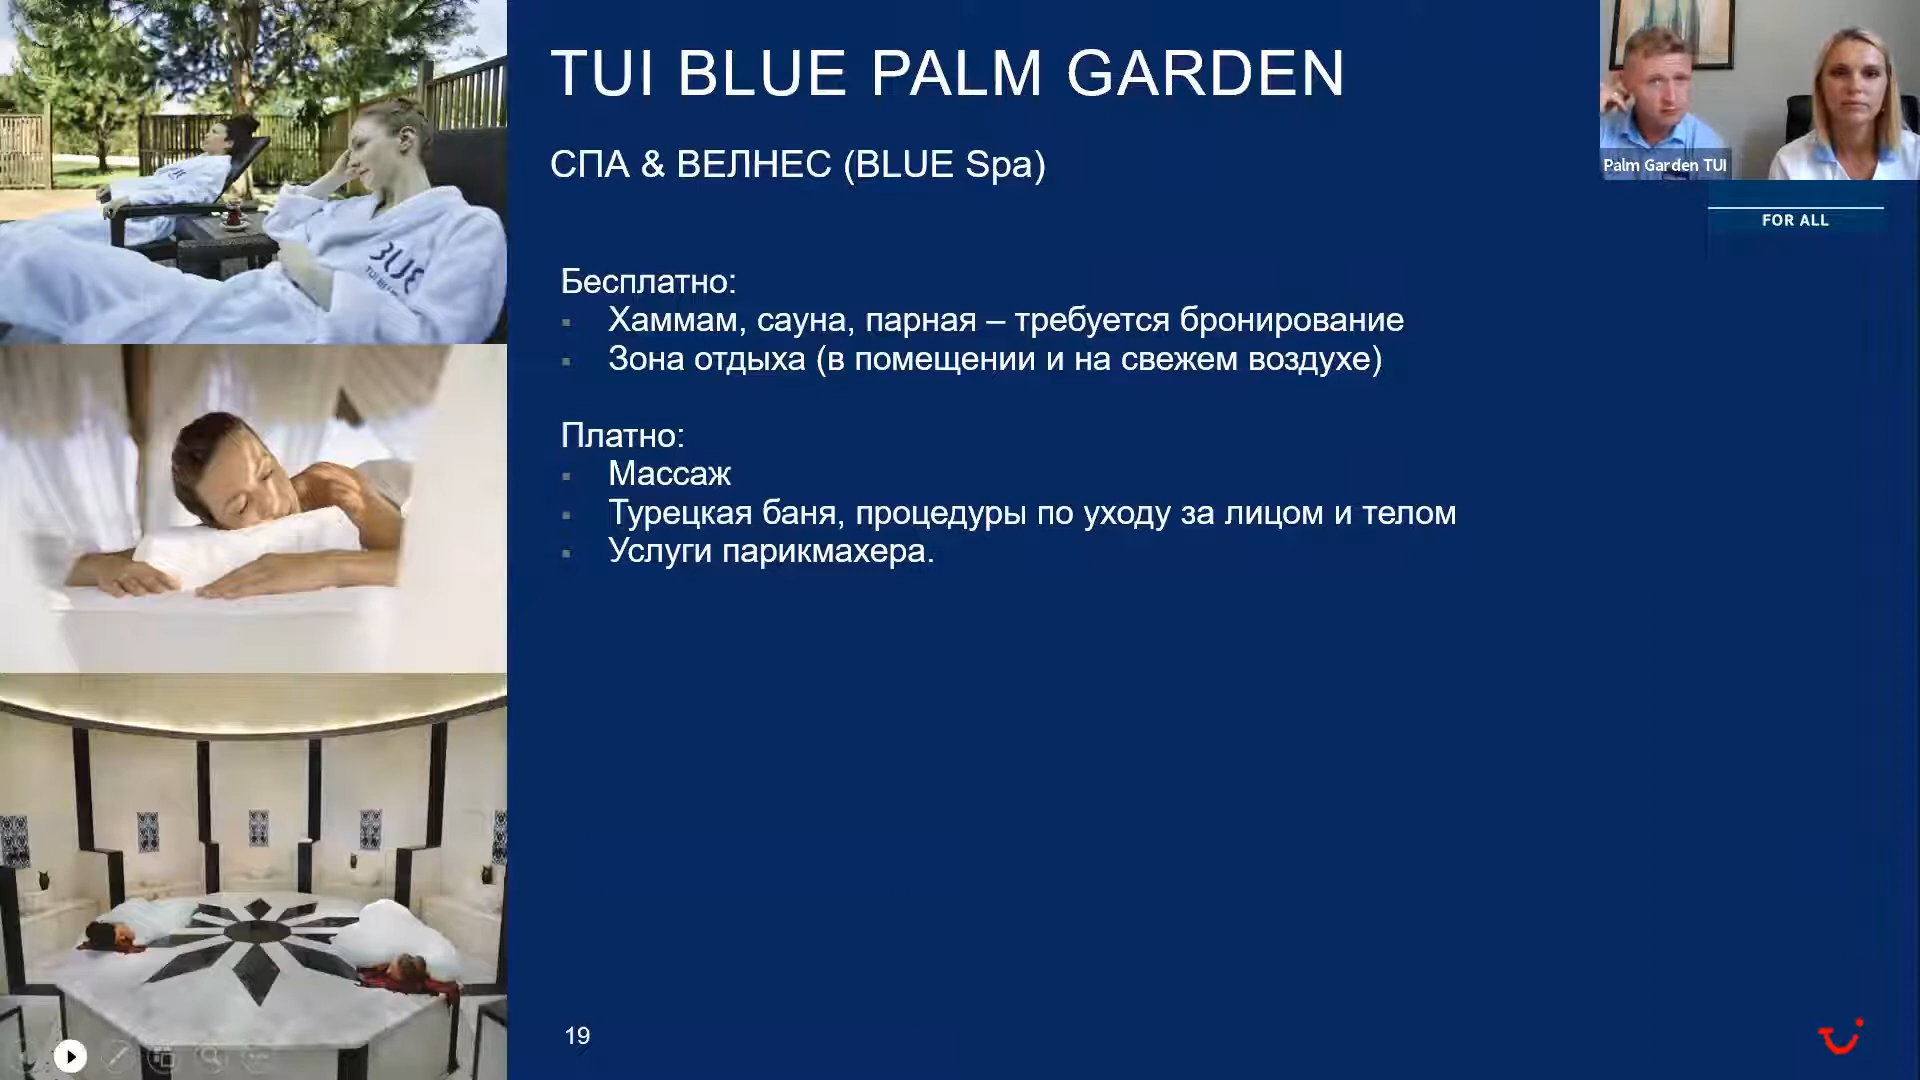 TUI BLUE PALM GARDEN
СПА & ВЕЛНЕС (BLUE Spa)
Palm Garden TUI
FOR ALL
BLUE
Бесплатно:
Хаммам, сауна, парная – требуется бронирование
Зона отдыха (в помещении и на свежем воздухе)
Платно:
Массаж
Турецкая баня, процедуры по уходу за лицом и телом
Услуги парикмахера.
19